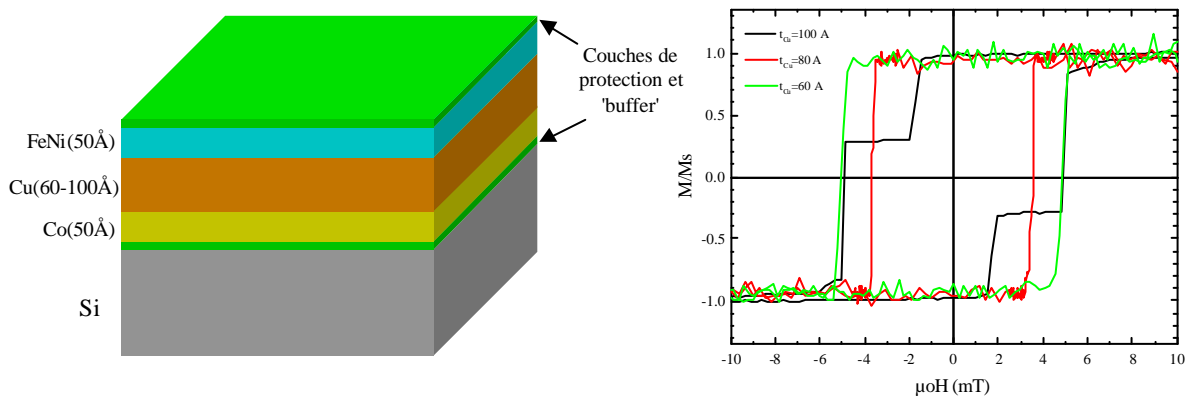 Couches de
protection et
'buffer'
FeNi(50Å)
Cu(60-100Å)
Co(50Å)
Si
t_Cu=100 A
t_Cu=80 A
t_Cu=60 A
M/Ms
1.0
0.5
0.0
-0.5
-1.0
-10 -8 -6 -4 -2 0 2 4 6 8 10
µoH (mT)